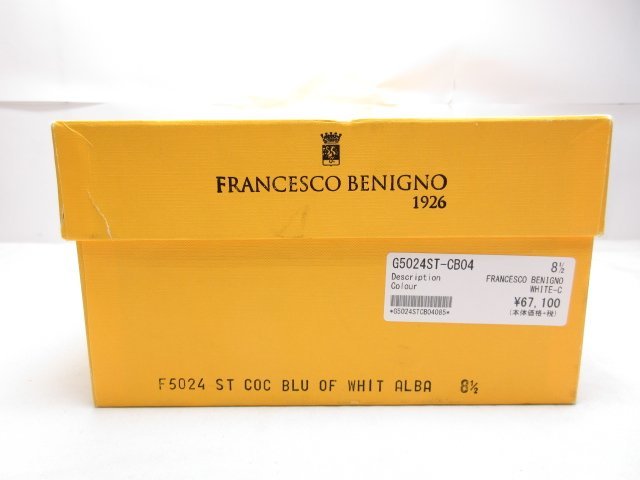 FRANCESCO BENIGNO
1926
G5024ST-CB04 8½
Description FRANCESCO BENIGNO
Colour WHITE-C
¥67,100
*G5024STCB04085* (本体価格+税)
F5024 ST COC BLU OF WHIT ALBA 8½